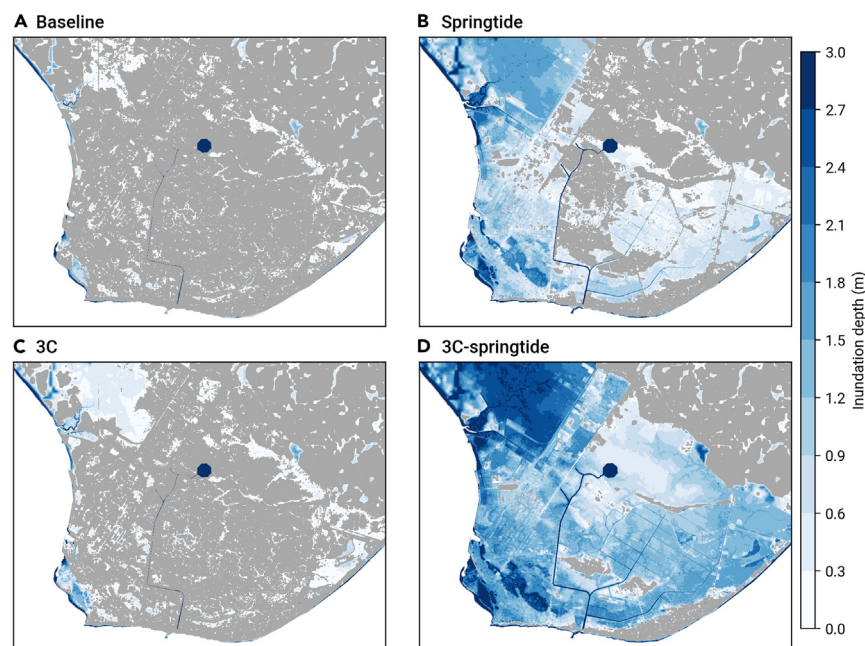 A Baseline
B Springtide
C 3C
D 3C-springtide
3.0
2.7
2.4
2.1
1.8
1.5
1.2
0.9
0.6
0.3
0.0
Inundation depth (m)